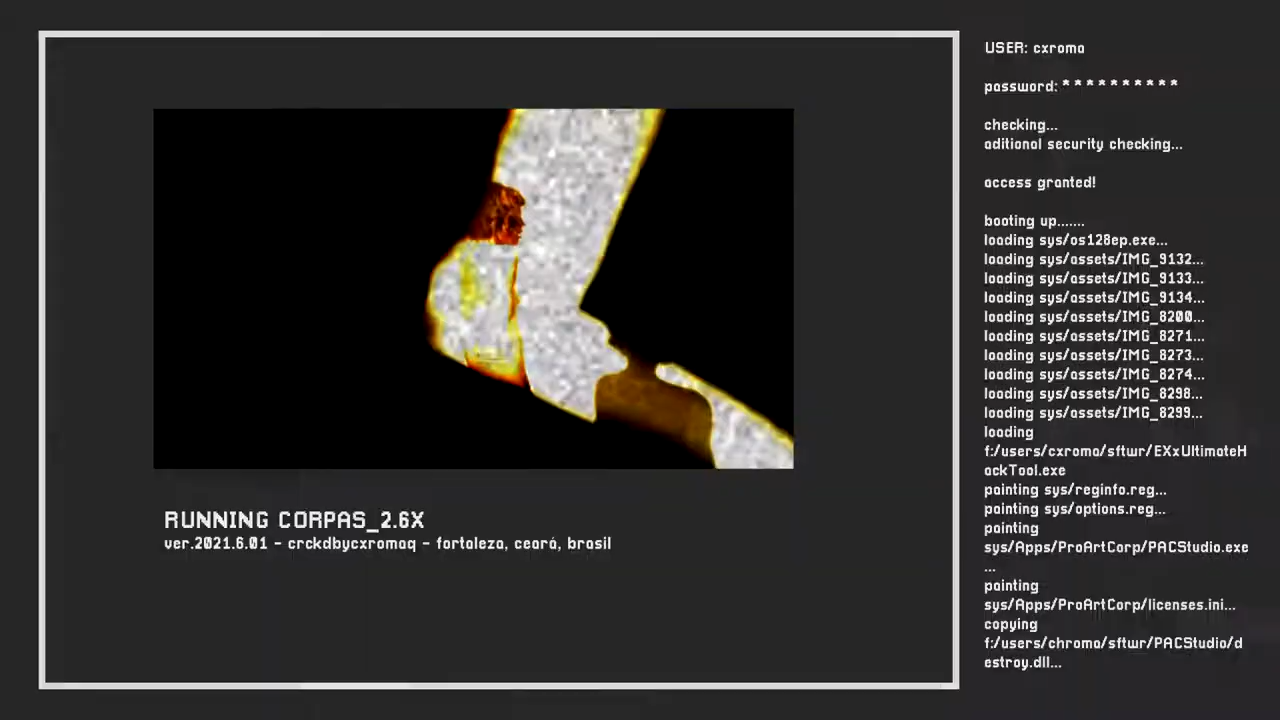 RUNNING CORPAS_2.6X
ver.2021.6.01 - crckdbycxromaq - fortaleza, ceará, brasil
USER: cxroma
password: * * * * * * * * * *
checking...
aditional security checking...
access granted!
booting up.......
loading sys/os128ep.exe...
loading sys/assets/IMG_9132...
loading sys/assets/IMG_9133...
loading sys/assets/IMG_9134...
loading sys/assets/IMG_8200...
loading sys/assets/IMG_8271...
loading sys/assets/IMG_8273...
loading sys/assets/IMG_8274...
loading sys/assets/IMG_8298...
loading sys/assets/IMG_8299...
loading
f:/users/cxroma/sftwr/EXxUltimateH
ackTool.exe
pointing sys/reginfo.reg...
pointing sys/options.reg...
pointing
sys/Apps/ProArtCorp/PACStudio.exe
...
pointing
sys/Apps/ProArtCorp/licenses.ini...
copying
f:/users/chroma/sftwr/PACStudio/d
estroy.dll...